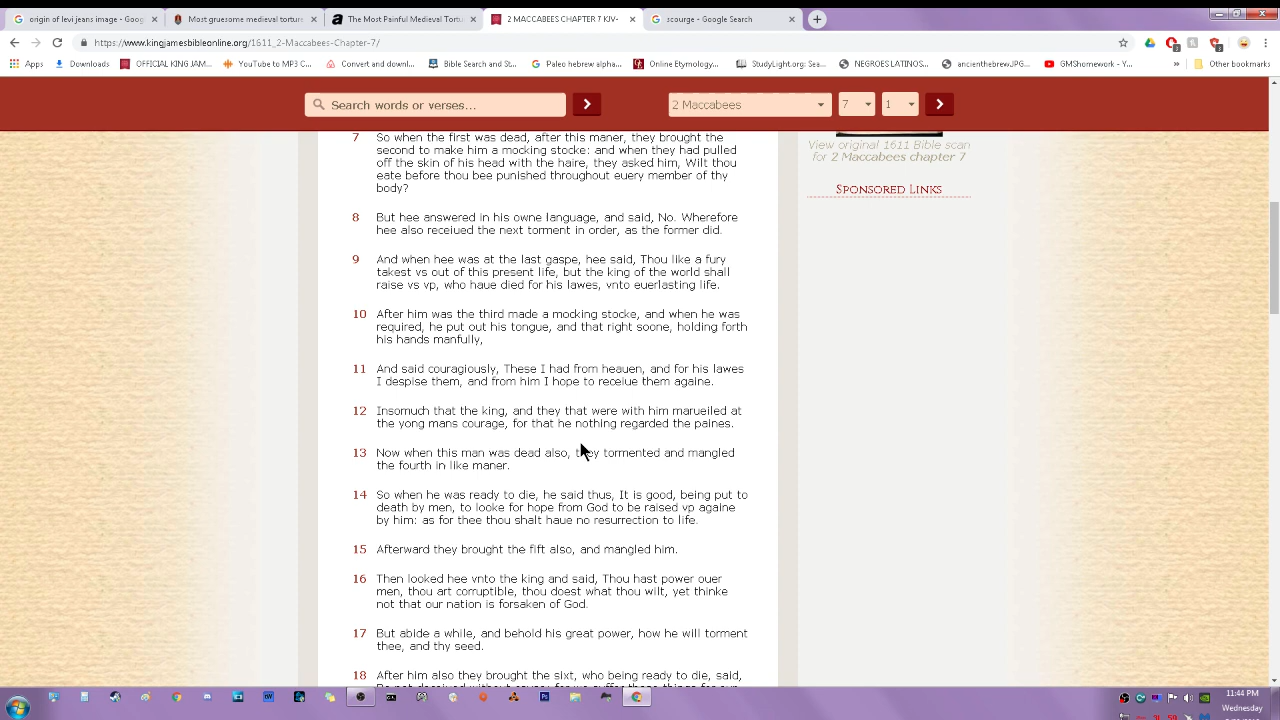 origin of levi jeans image - Goog
Most gruesome medieval torture
The Most Painful Medieval Tortu
2 MACCABEES CHAPTER 7 KJV-
scourge - Google Search
https://www.kingjamesbibleonline.org/1611_2-Maccabees-Chapter-7/
Apps
Downloads
OFFICIAL KING JAM...
YouTube to MP3 C...
Convert and downl...
Bible Search and So...
Paleo hebrew alpha...
Online Etymology...
StudyLight.org: Sea...
NEGROES LATINOS...
ancienthebrewJPG...
GMShomework - Y...
»
Other bookmarks
Search words or verses...
2 Maccabees
7
1
7 So when the first was dead, after this maner, they brought the
second to make him a mocking stocke: and when they had pulled
off the skin of his head with the haire, they asked him, Wilt thou
eate before thou bee punished throughout euery member of thy
body?
8 But hee answered in his owne language, and said, No. Wherefore
hee also receiued the next torment in order, as the former did.
9 And when hee was at the last gaspe, hee said, Thou like a fury
takest vs out of this present life, but the king of the world shall
raise vs vp, who haue died for his lawes, vnto euerlasting life.
10 After him was the third made a mocking stocke, and when he was
required, he put out his tongue, and that right soone, holding forth
his hands manfully,
11 And said couragiously, These I had from heauen, and for his lawes
I despise them, and from him I hope to receiue them againe.
12 Insomuch that the king, and they that were with him marueiled at
the yong mans courage, for that he nothing regarded the paines.
13 Now when this man was dead also, they tormented and mangled
the fourth in like maner.
14 So when he was ready to die, he said thus, It is good, being put to
death by men, to looke for hope from God to be raised vp againe
by him: as for thee thou shalt haue no resurrection to life.
15 Afterward they brought the fift also, and mangled him.
16 Then looked hee vnto the king and said, Thou hast power ouer
men, thou art corruptible, thou doest what thou wilt, yet thinke
not that our nation is forsaken of God.
17 But abide a while, and behold his great power, how he will torment
thee, and thy seed.
18 After him also they brought the sixt, who being ready to die, said,
View original 1611 Bible scan
for 2 Maccabees chapter 7
SPONSORED LINKS
11:44 PM
Wednesday